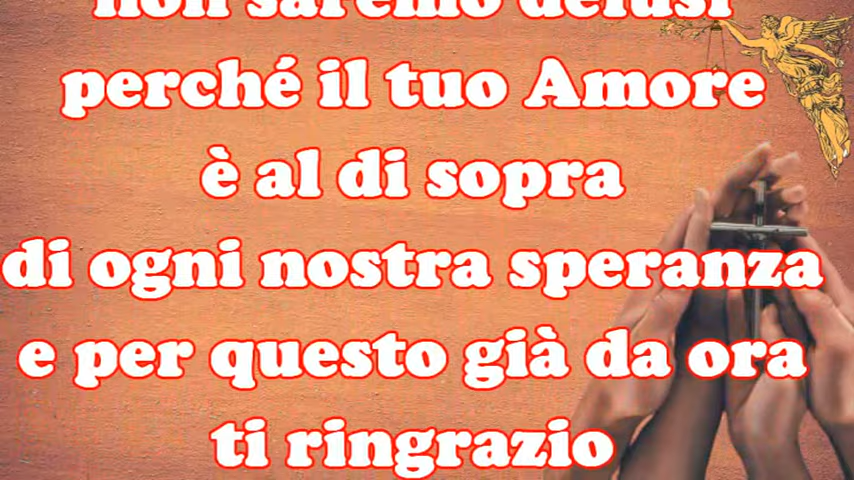 non saremo delusi
perché il tuo Amore
è al di sopra
di ogni nostra speranza
e per questo già da ora
ti ringrazio